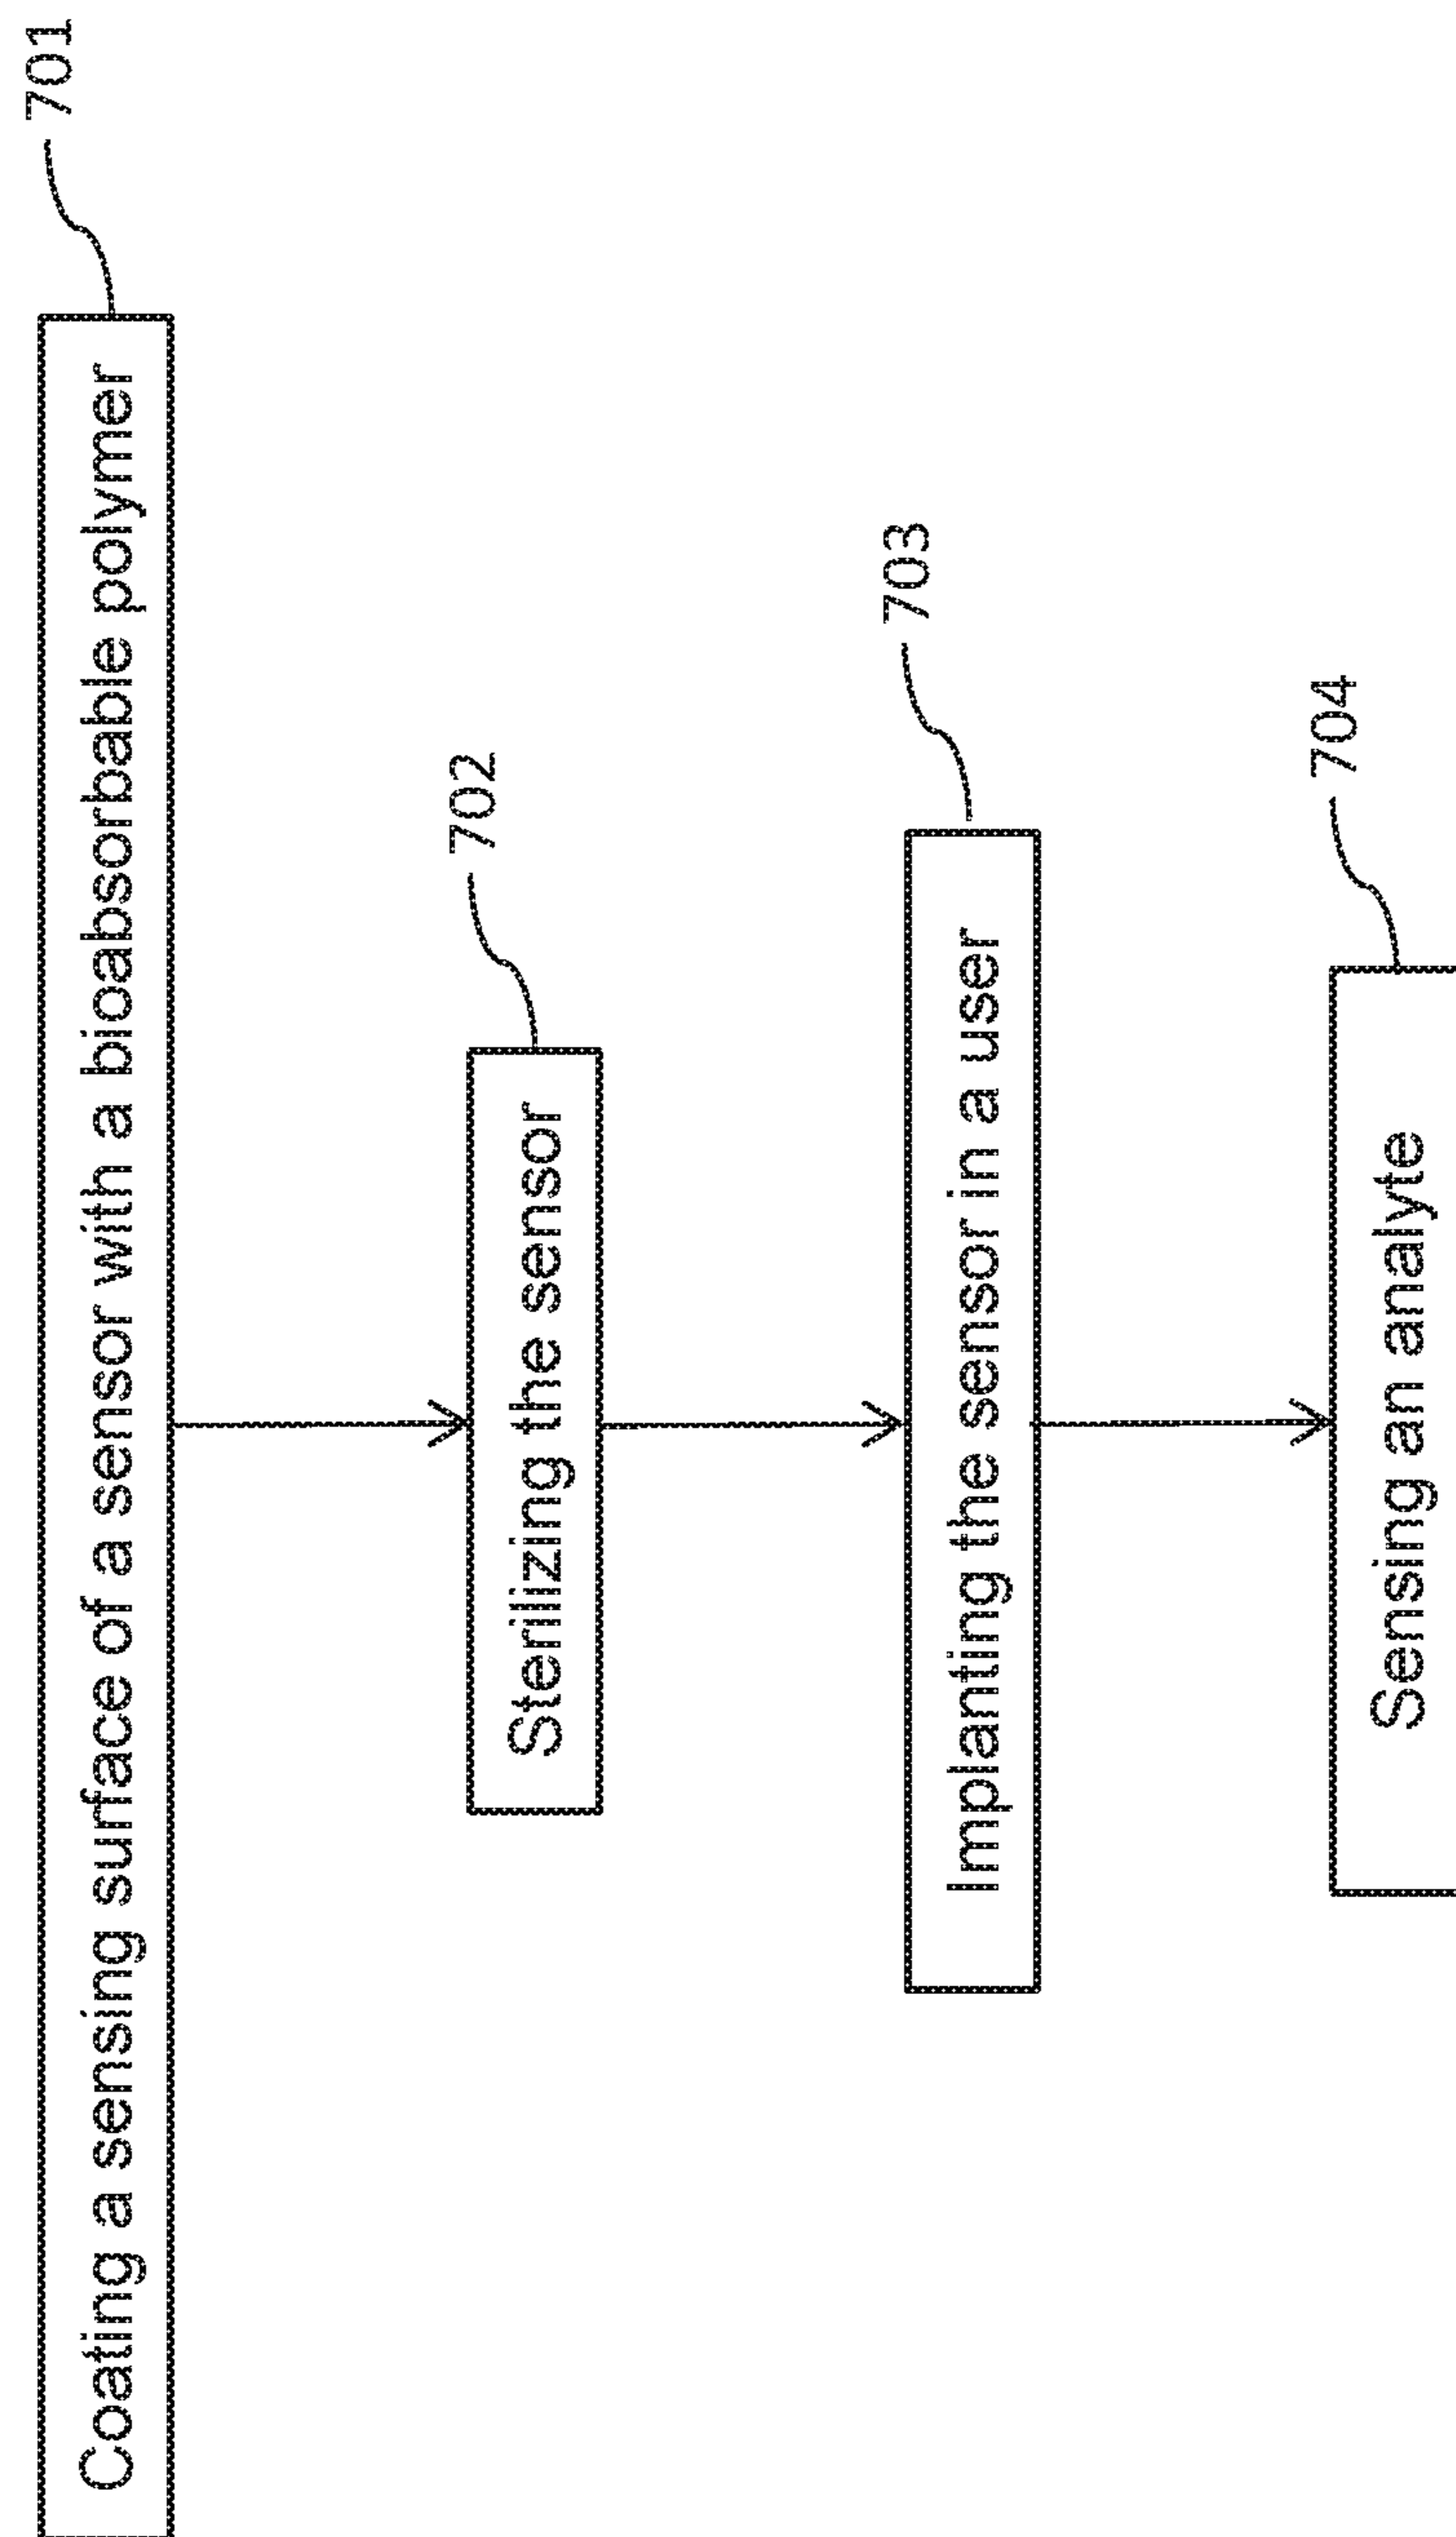 701
Coating a sensing surface of a sensor with a bioabsorbable polymer
702
Sterilizing the sensor
703
Implanting the sensor in a user
704
Sensing an analyte